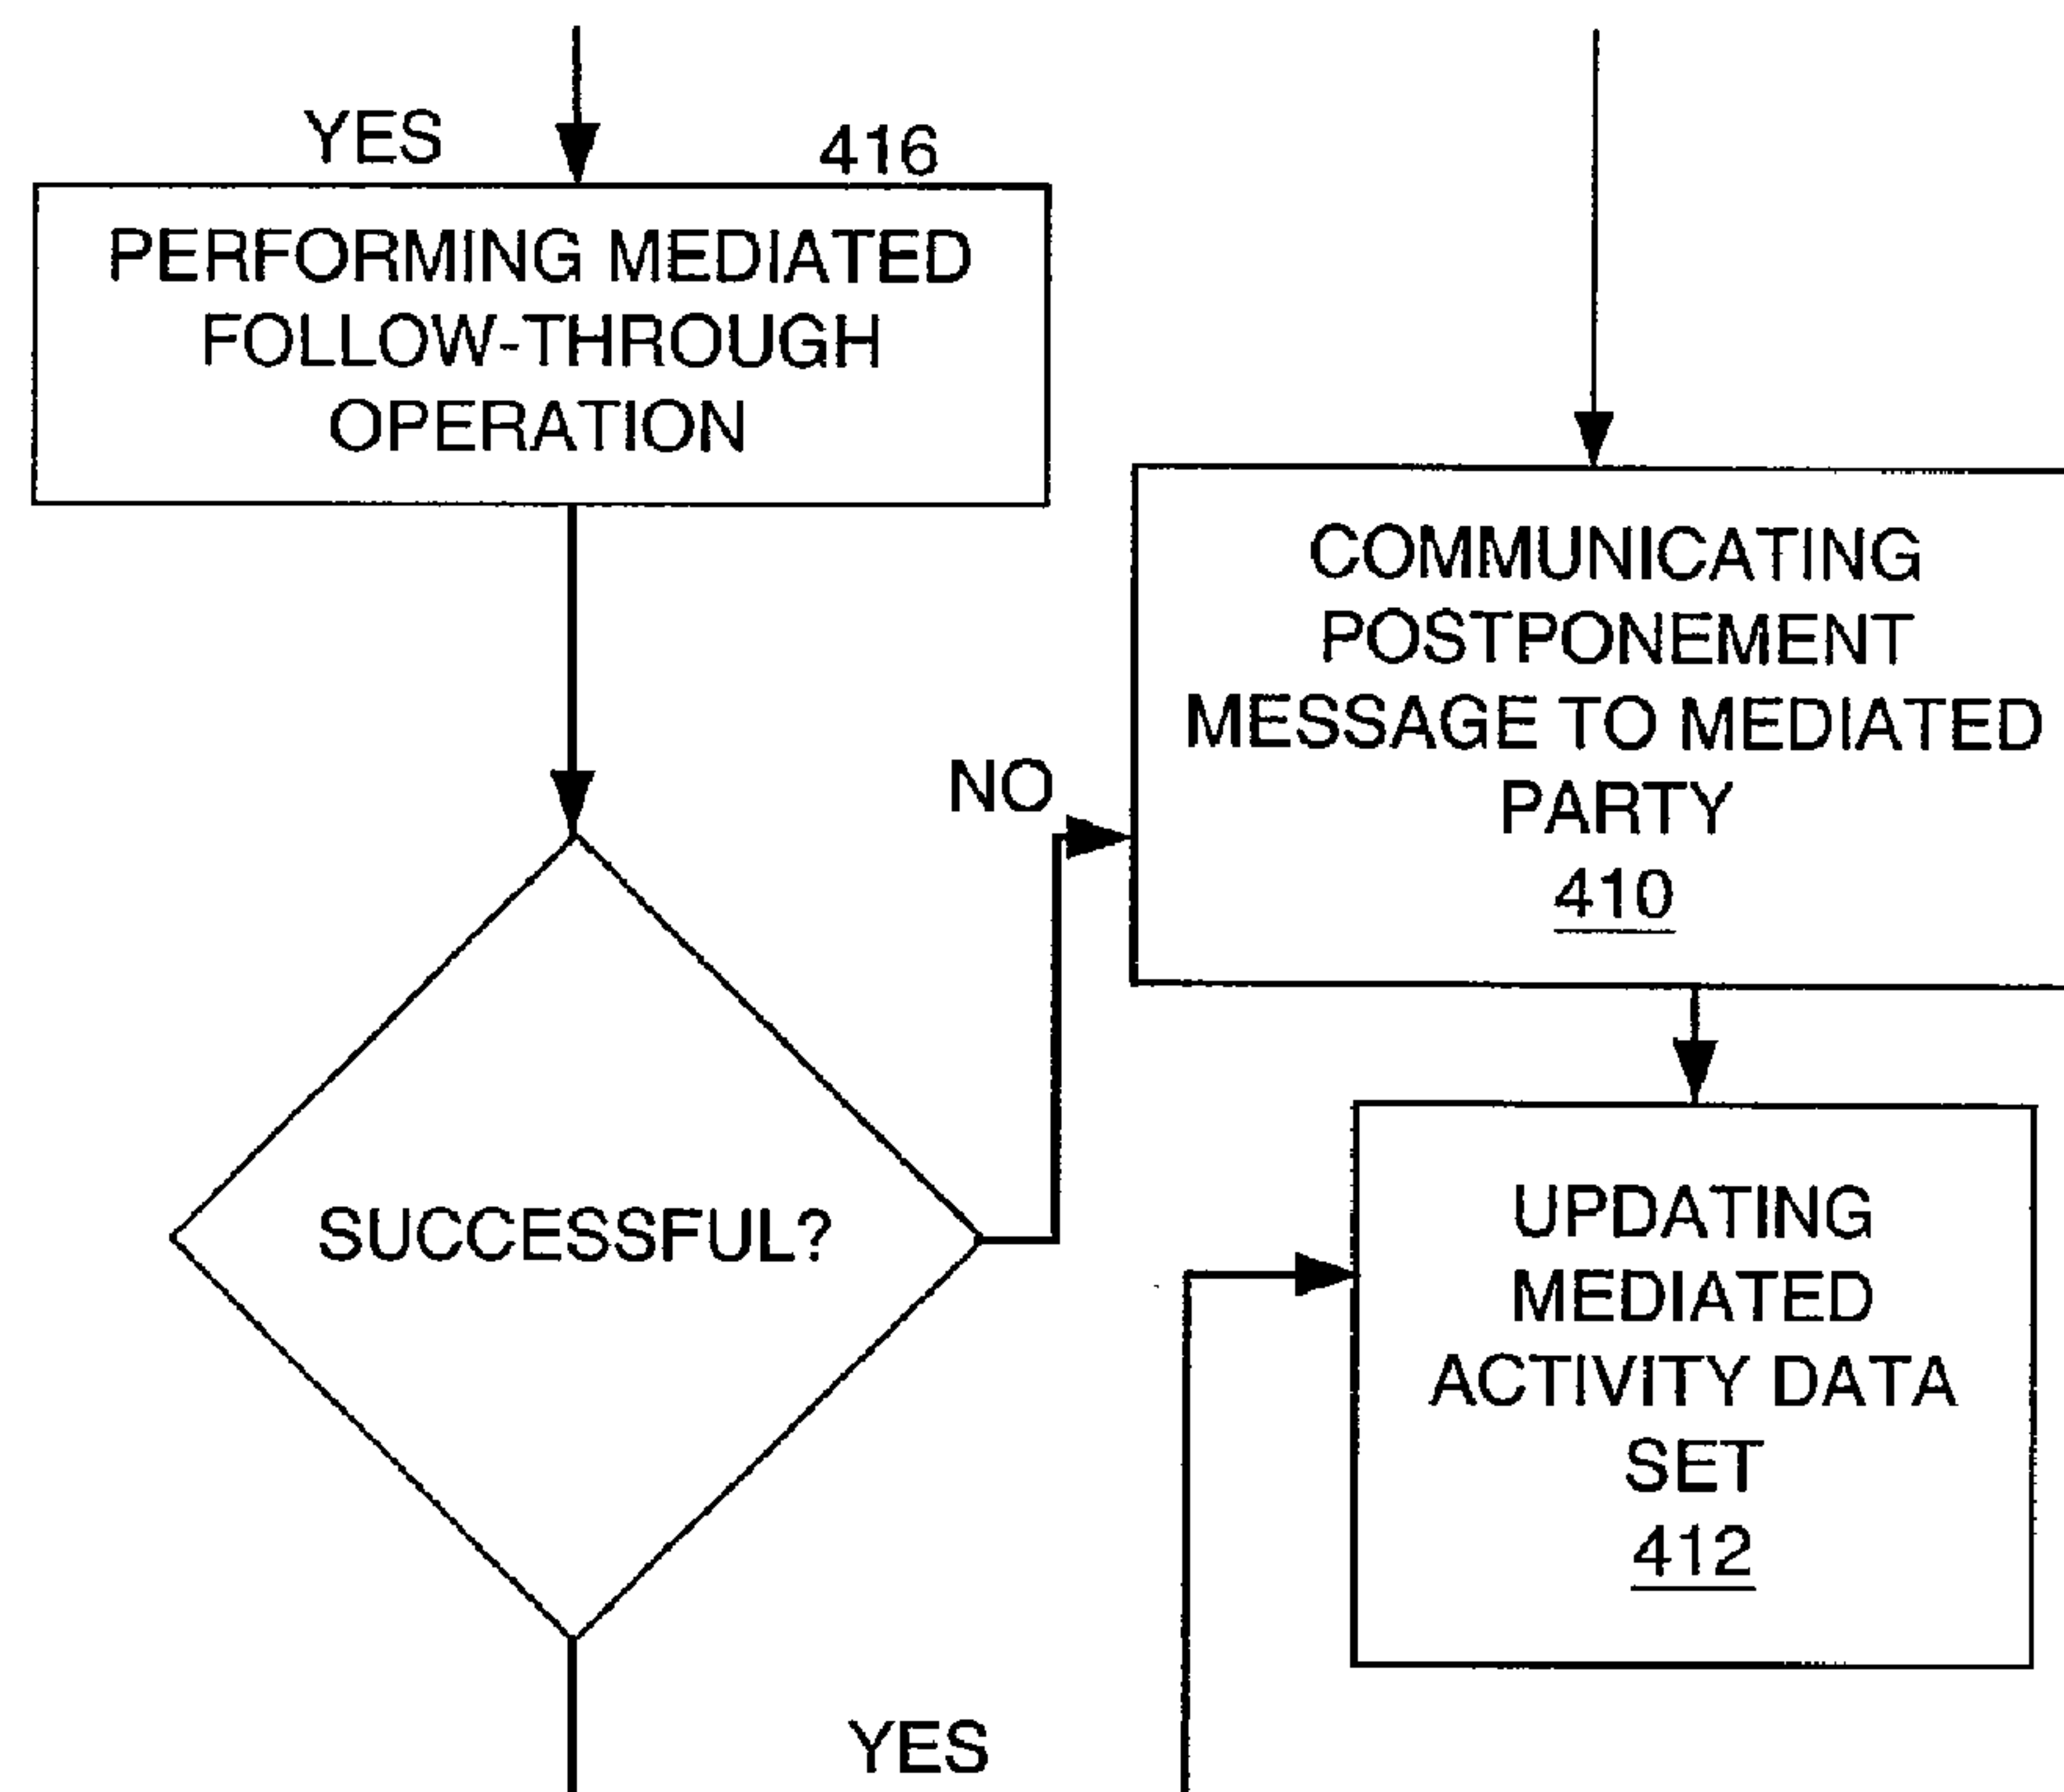 YES
416
PERFORMING MEDIATED
FOLLOW-THROUGH
OPERATION
COMMUNICATING
POSTPONEMENT
MESSAGE TO MEDIATED
PARTY
410
NO
SUCCESSFUL?
UPDATING
MEDIATED
ACTIVITY DATA
SET
412
YES